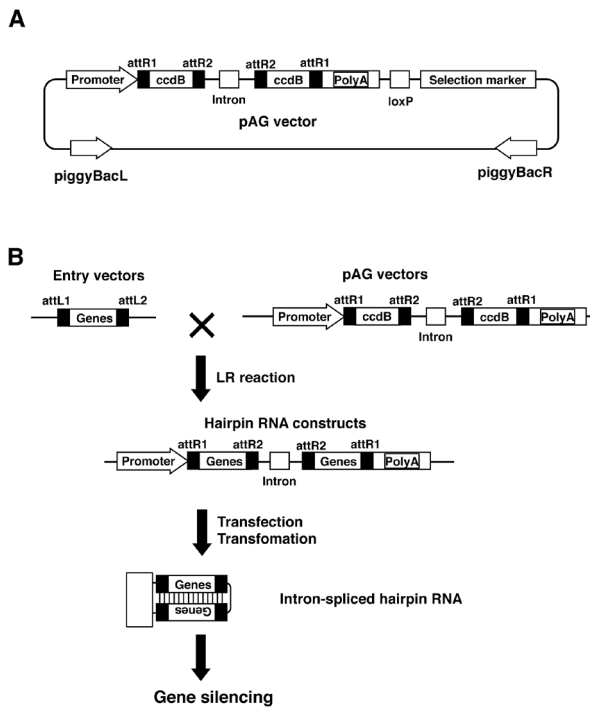 A
attR1 attR2 attR2 attR1
Promoter ccdB ccdB PolyA Selection marker
Intron loxP
pAG vector
piggyBacL piggyBacR
B
Entry vectors pAG vectors
attL1 attL2 attR1 attR2 attR2 attR1
Genes Promoter ccdB ccdB PolyA
Intron
LR reaction
Hairpin RNA constructs
attR1 attR2 attR2 attR1
Promoter Genes Genes PolyA
Intron
Transfection
Transfomation
Genes
Genes
Intron-spliced hairpin RNA
Gene silencing